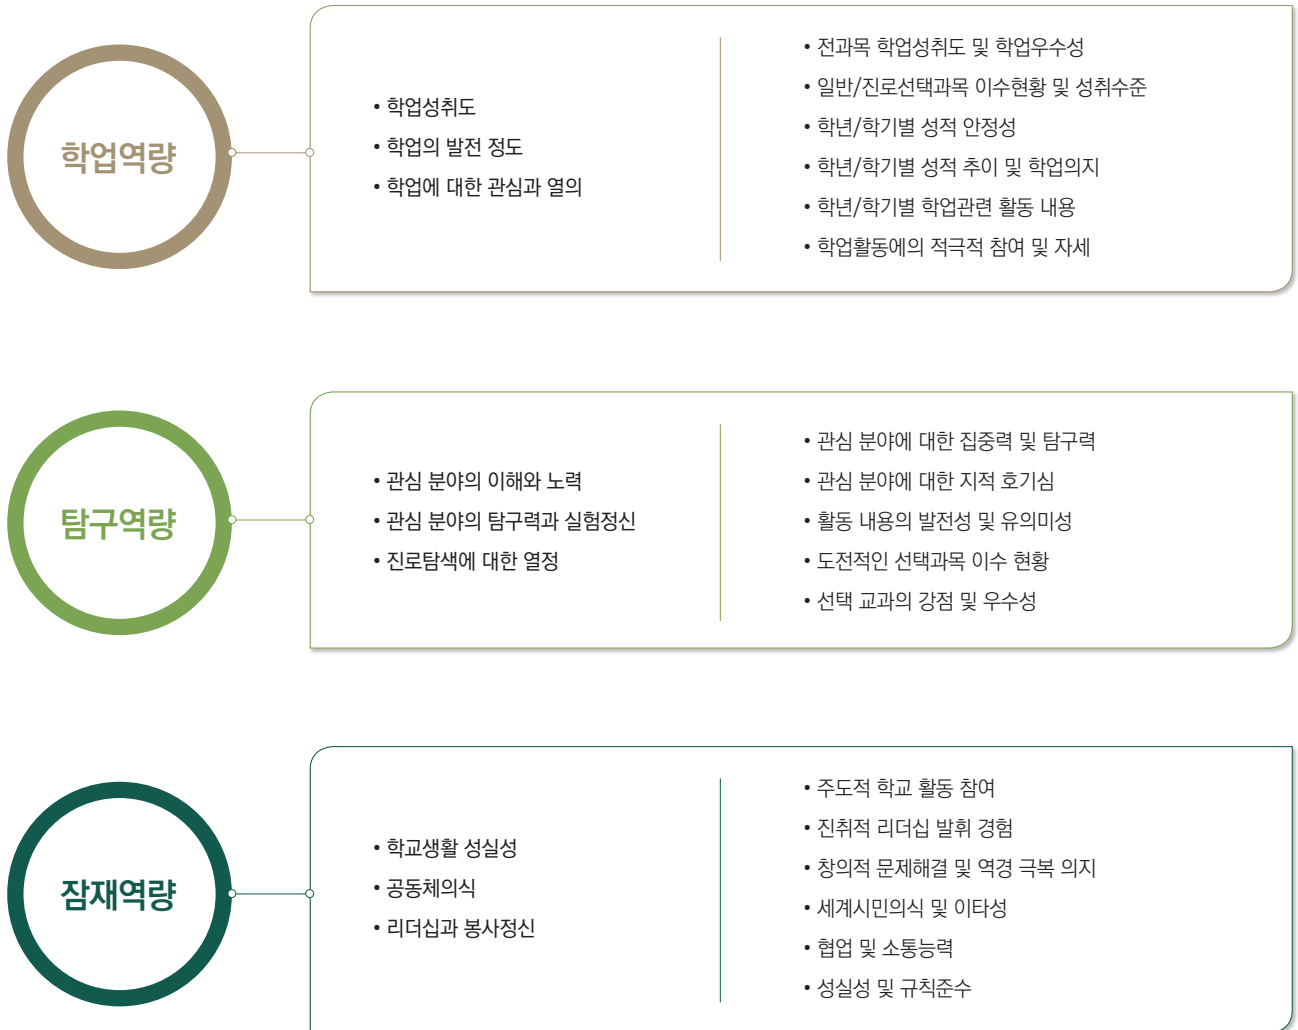 학업역량
• 학업성취도
• 학업의 발전 정도
• 학업에 대한 관심과 열의
• 전과목 학업성취도 및 학업우수성
• 일반/진로선택과목 이수현황 및 성취수준
• 학년/학기별 성적 안정성
• 학년/학기별 성적 추이 및 학업의지
• 학년/학기별 학업관련 활동 내용
• 학업활동에의 적극적 참여 및 자세
탐구역량
• 관심 분야의 이해와 노력
• 관심 분야의 탐구력과 실험정신
• 진로탐색에 대한 열정
• 관심 분야에 대한 집중력 및 탐구력
• 관심 분야에 대한 지적 호기심
• 활동 내용의 발전성 및 유의미성
• 도전적인 선택과목 이수 현황
• 선택 교과의 강점 및 우수성
잠재역량
• 학교생활 성실성
• 공동체의식
• 리더십과 봉사정신
• 주도적 학교 활동 참여
• 진취적 리더십 발휘 경험
• 창의적 문제해결 및 역경 극복 의지
• 세계시민의식 및 이타성
• 협업 및 소통능력
• 성실성 및 규칙준수